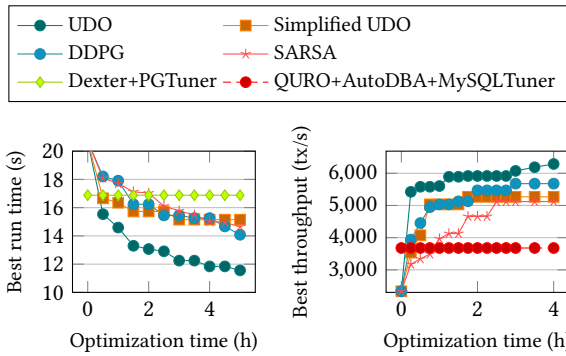 UDO
Simplified UDO
DDPG
SARSA
Dexter+PGTuner
QURO+AutoDBA+MySQLTuner
Best run time (s)
20
18
16
14
12
10
0
2
4
Optimization time (h)
Best throughput (tx/s)
6,000
5,000
4,000
3,000
0
2
4
Optimization time (h)